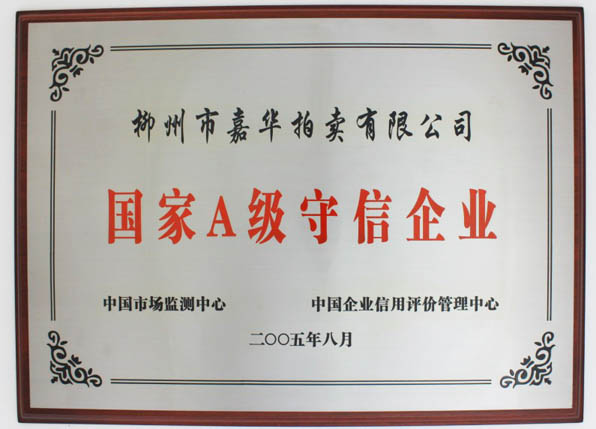 柳州市嘉华拍卖有限公司
国家A级守信企业
中国市场监测中心 中国企业信用评价管理中心
二〇〇五年八月